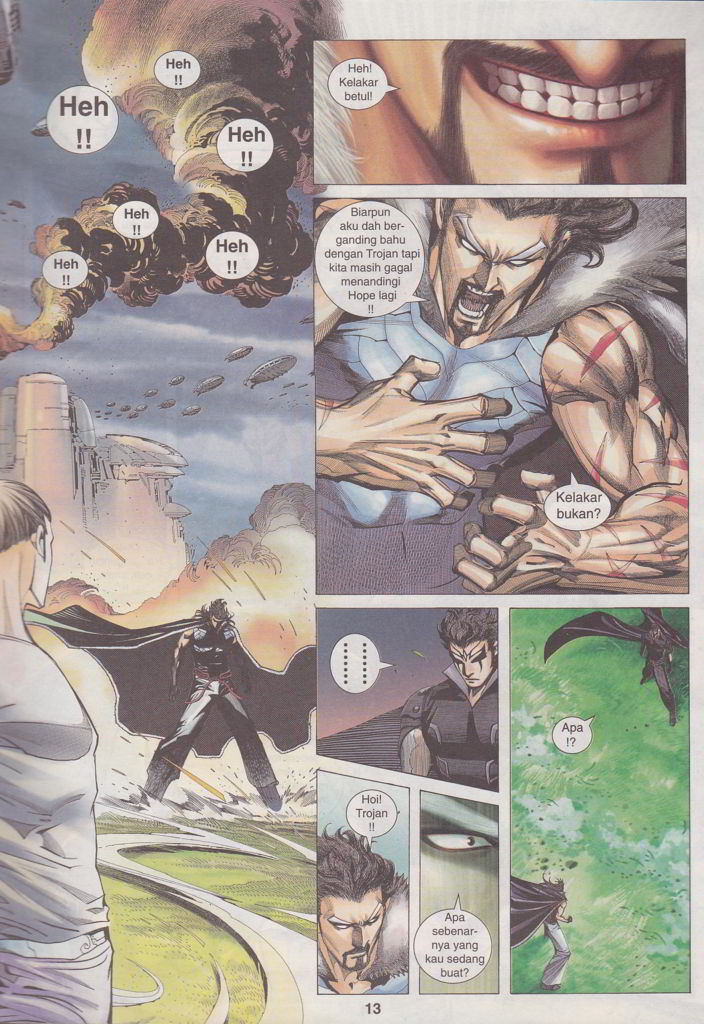 Heh
!!
Heh
!!
Heh
!!
Heh
!!
Heh
!!
Heh
!!
Heh!
Kelakar
betul!
Biarpun
aku dah ber-
ganding bahu
dengan Trojan tapi
kita masih gagal
menandingi
Hope lagi
!!
Kelakar
bukan?
......
Hoi!
Trojan
!!
Apa
sebenar-
nya yang
kau sedang
buat?
Apa
!?
13